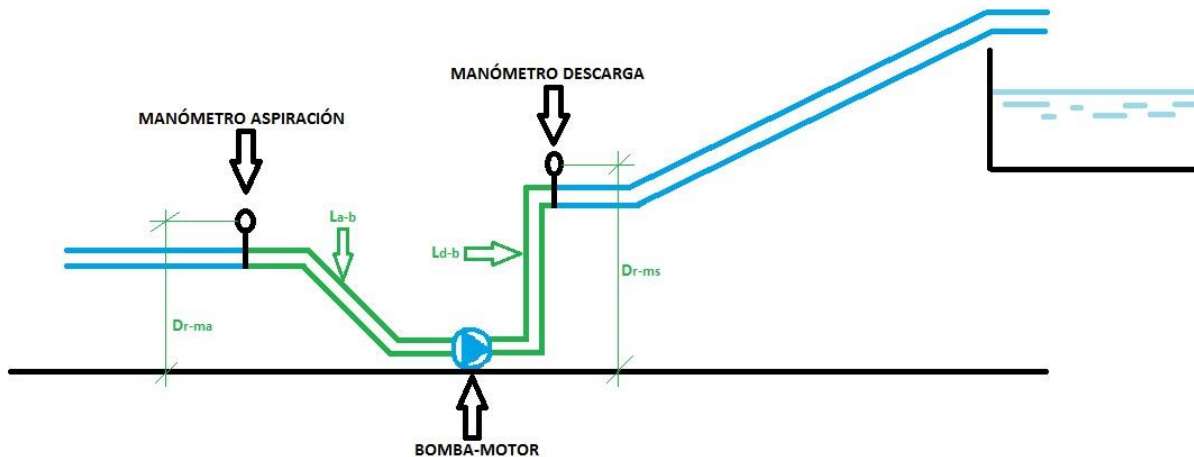 MANÓMETRO DESCARGA
MANÓMETRO ASPIRACIÓN
La-b
Ld-b
Dr-ms
Dr-ma
BOMBA-MOTOR